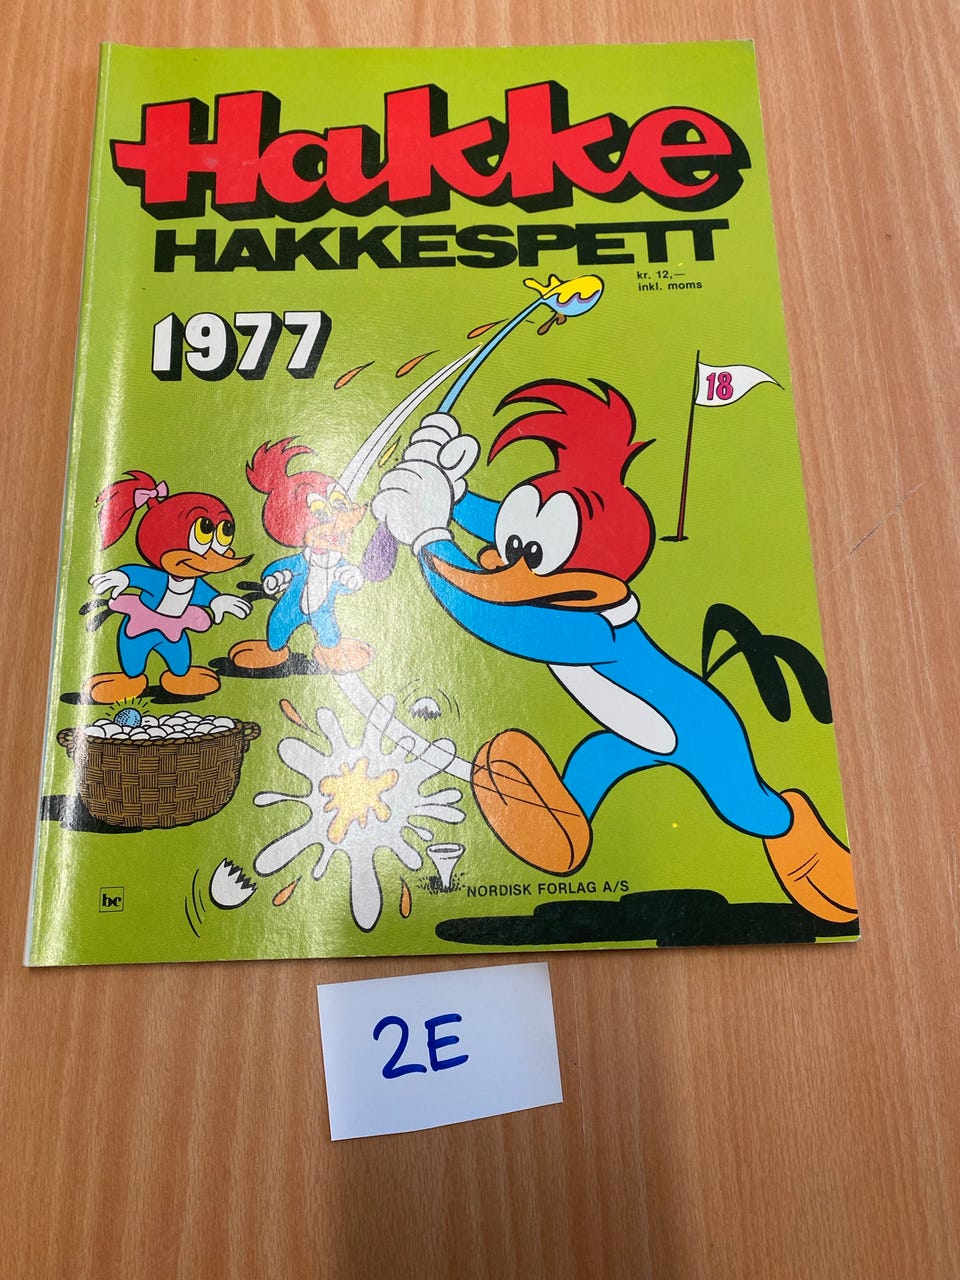 Hakke
HAKKESPETT
kr. 12,—
inkl. moms
1977
18
NORDISK FORLAG A/S
bc
2E